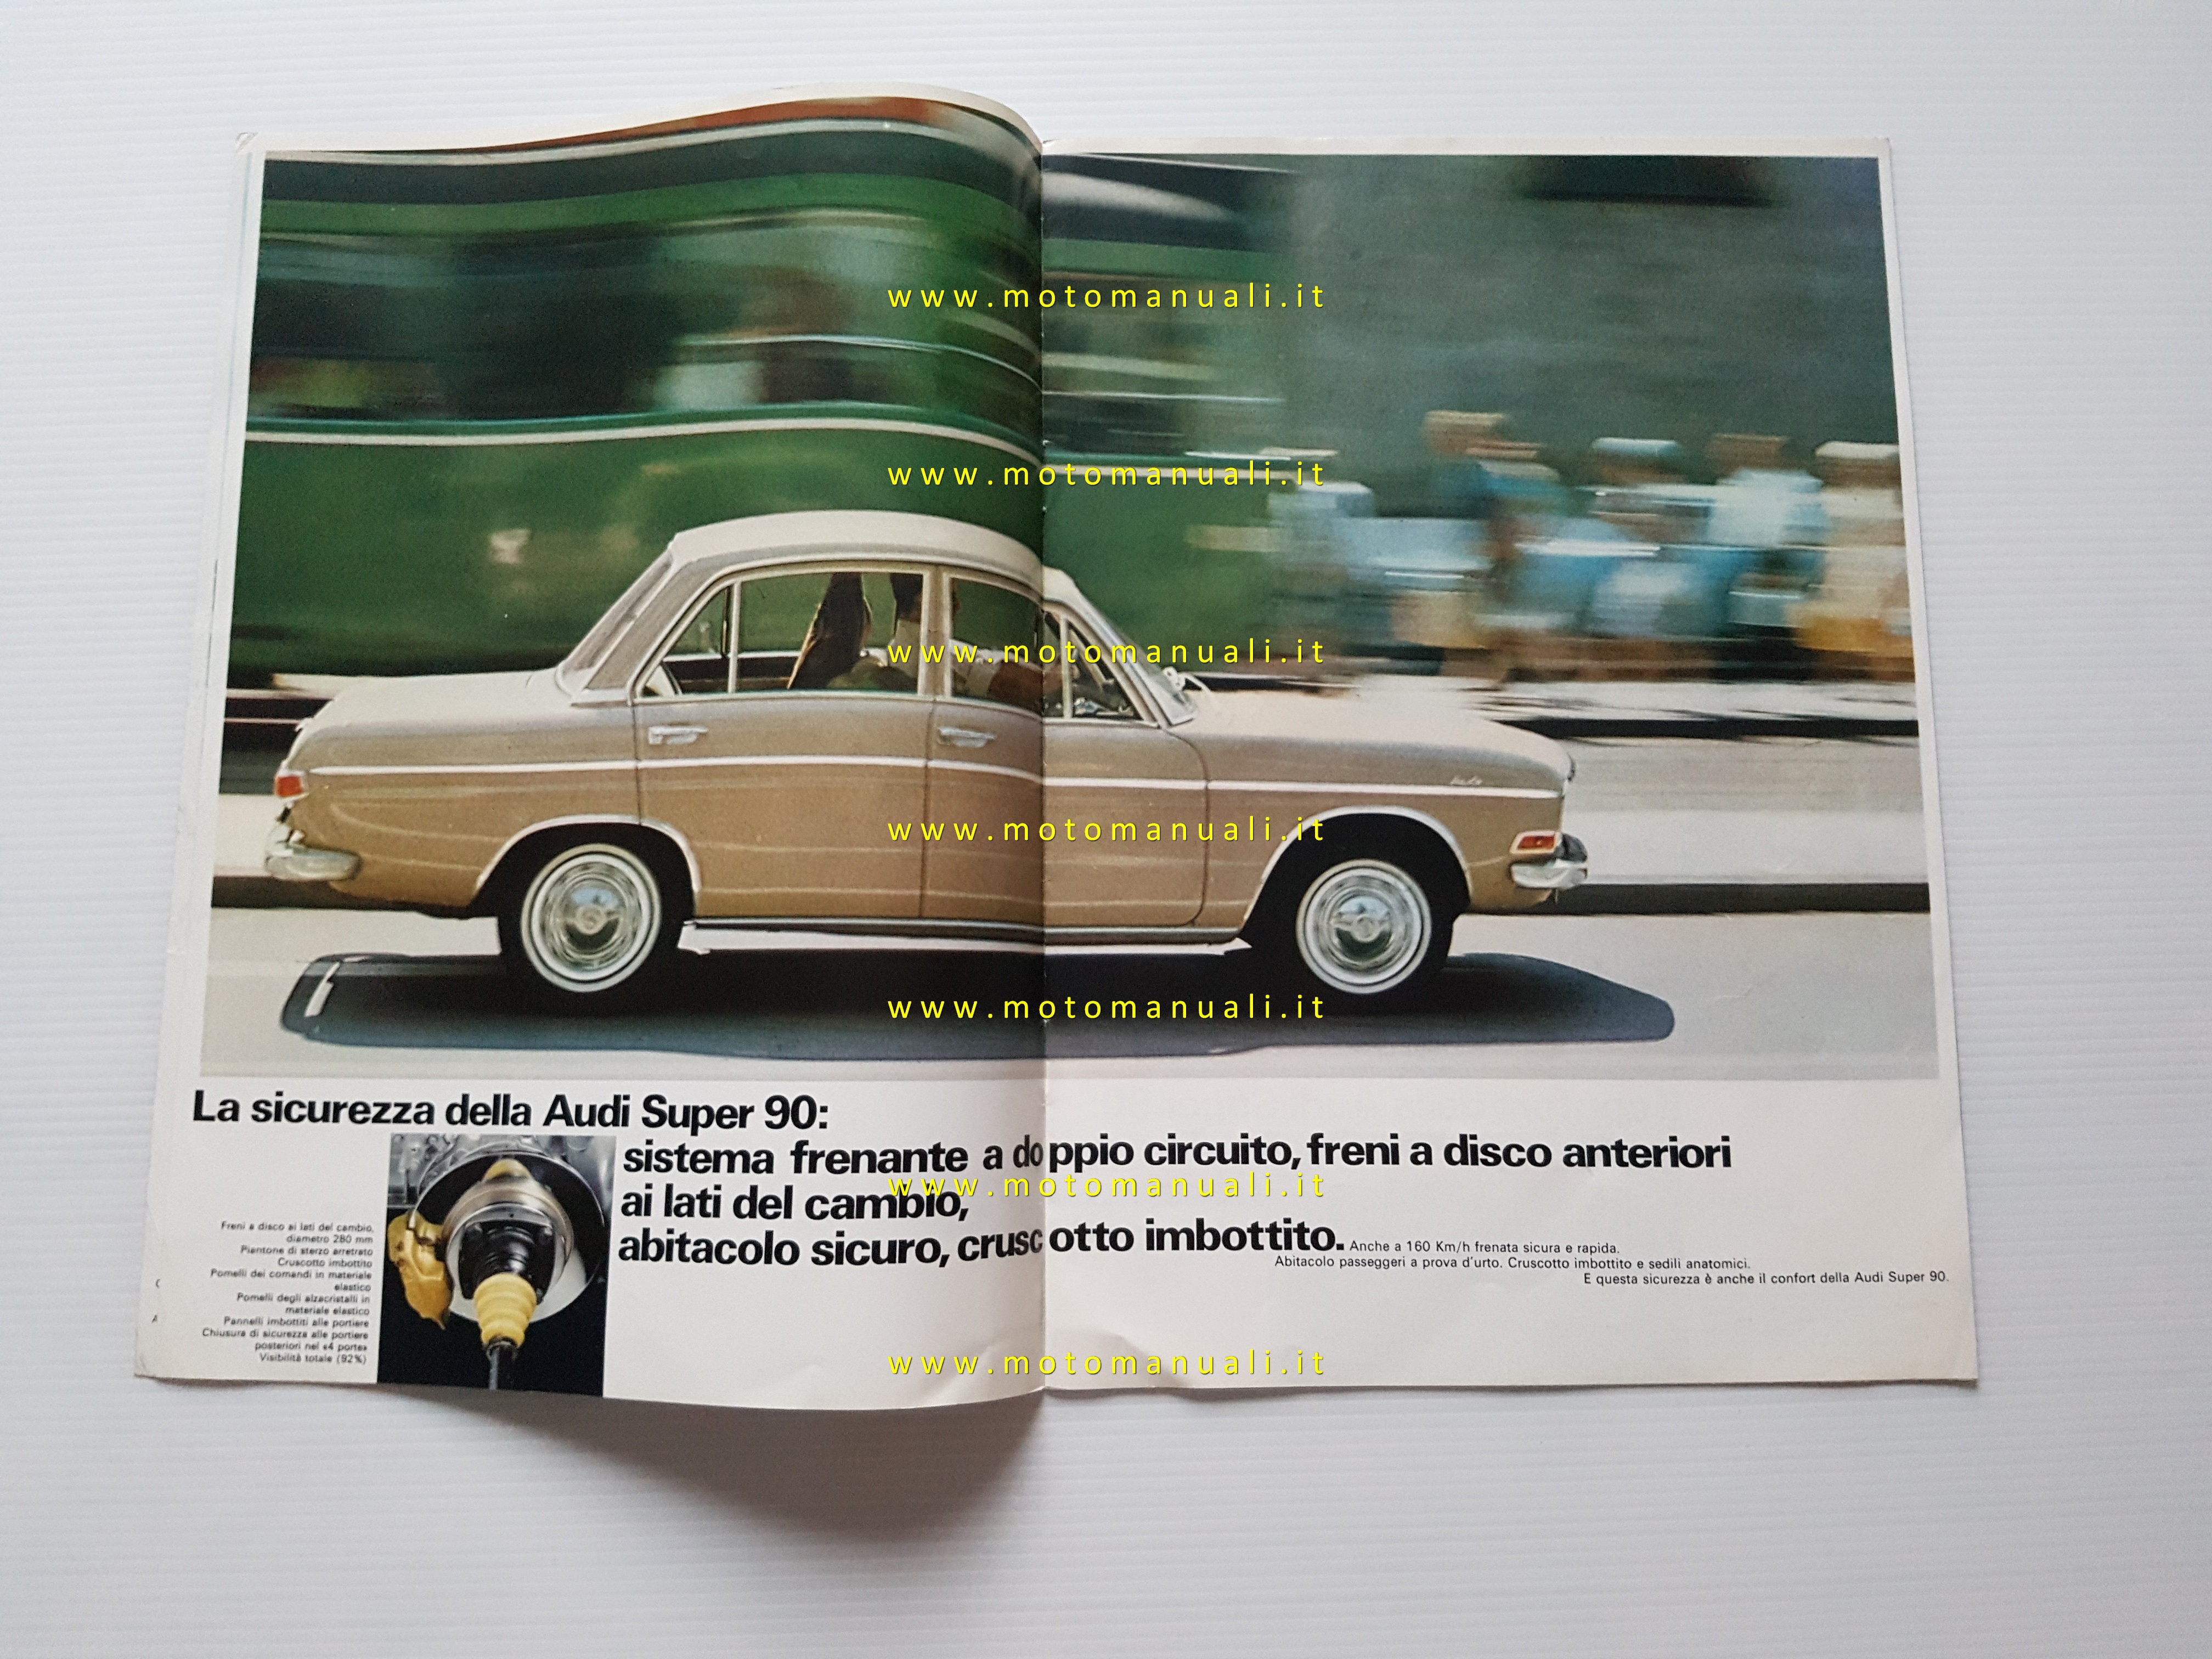 www.motomanuali.it
www.motomanuali.it
www.motomanuali.it
www.motomanuali.it
www.motomanuali.it
La sicurezza della Audi Super 90:
sistema frenante a doppio circuito, freni a disco anteriori
www.motomanuali.it
ai lati del cambio,
abitacolo sicuro, cruscotto imbottito. Anche a 160 Km/h frenata sicura e rapida.
Abitacolo passeggeri a prova d'urto. Cruscotto imbottito e sedili anatomici.
E questa sicurezza è anche il confort della Audi Super 90.
Freni a disco ai lati del cambio,
diametro 280 mm
Piantone di sterzo arretrato
Cruscotto imbottito
Pomelli dei comandi in materiale
elastico
Pomelli degli alzacristalli in
materiale elastico
Pannelli imbottiti alle portiere
Chiusura di sicurezza alle portiere
posteriori nel «4 porte»
Visibilità totale (92%)
www.motomanuali.it